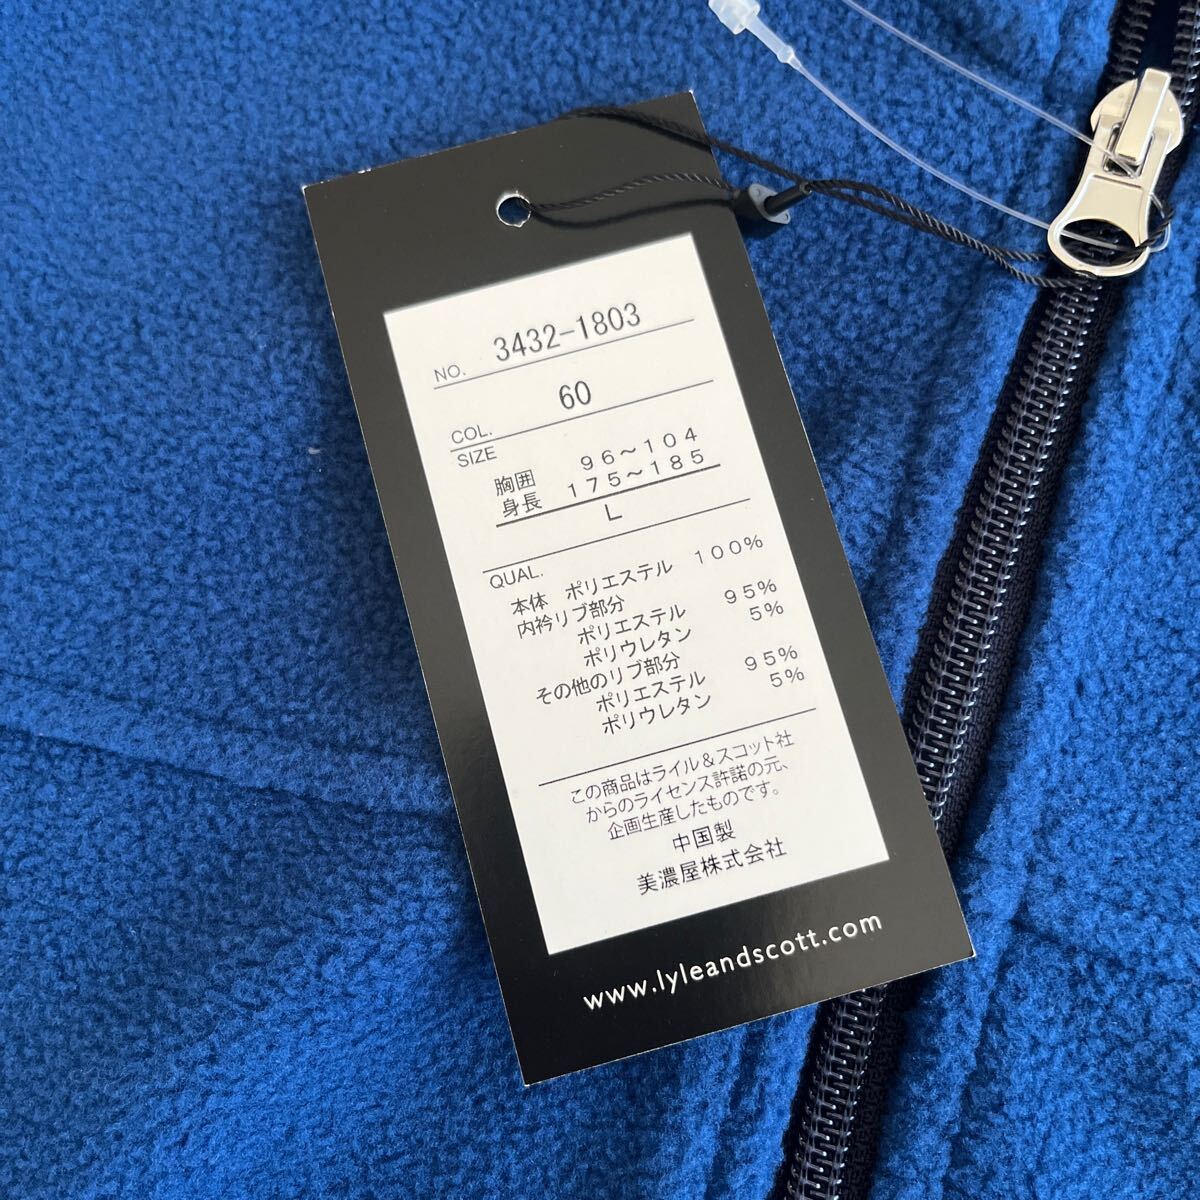 NO. 3432-1803
COL. 60
SIZE
胸囲 96~104
身長 175~185
L
QUAL.
本体 ポリエステル 100%
内衿リブ部分
ポリエステル 95%
ポリウレタン 5%
その他のリブ部分
ポリエステル 95%
ポリウレタン 5%
この商品はライル&スコット社
からのライセンス許諾の元、
企画生産したものです。
中国製
美濃屋株式会社
www.lyleandscott.com